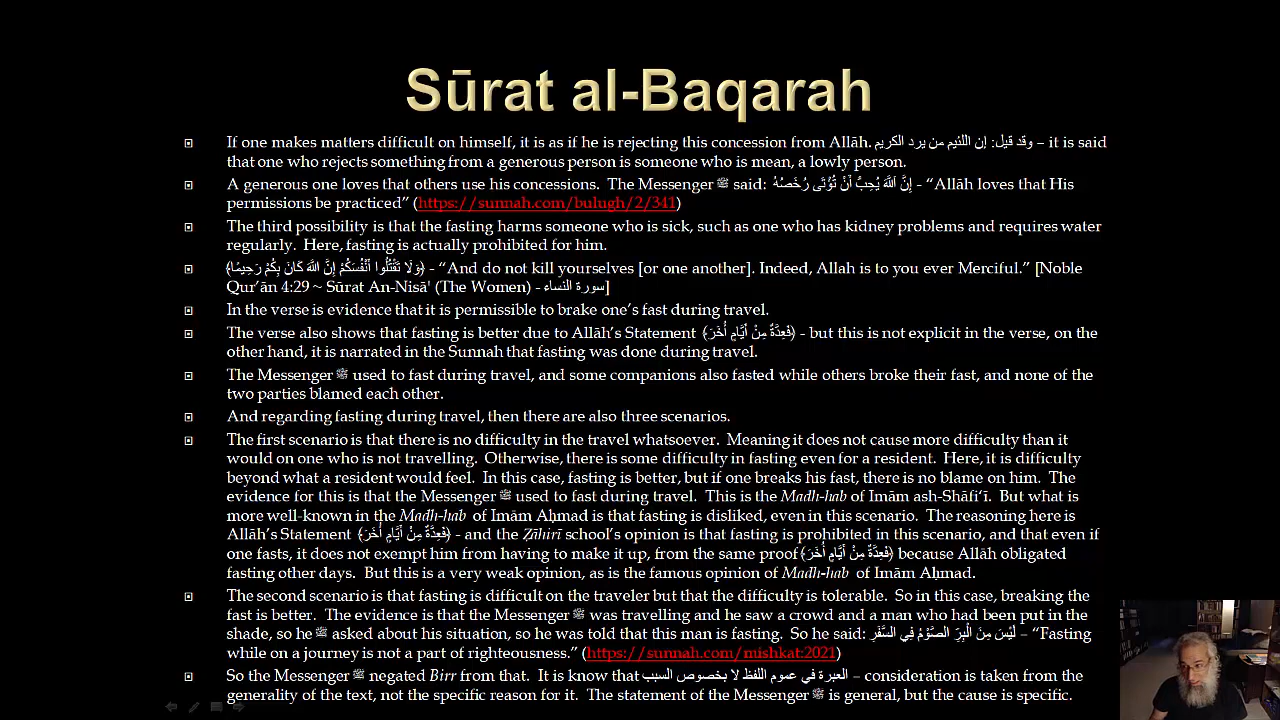 Sūrat al-Baqarah
If one makes matters difficult on himself, it is as if he is rejecting this concession from Allāh. وقد قيل: إن اللئيم من يرد الكريم – it is said
that one who rejects something from a generous person is someone who is mean, a lowly person.
A generous one loves that others use his concessions. The Messenger ﷺ said: إِنَّ اللَّهَ يُحِبُّ أَنْ تُؤْتَى رُخَصُهُ - “Allāh loves that His
permissions be practiced” (https://sunnah.com/bulugh/2/341)
The third possibility is that the fasting harms someone who is sick, such as one who has kidney problems and requires water
regularly. Here, fasting is actually prohibited for him.
﴿وَلَا تَقْتُلُوا أَنْفُسَكُمْ إِنَّ اللَّهَ كَانَ بِكُمْ رَحِيمًا﴾ - “And do not kill yourselves [or one another]. Indeed, Allah is to you ever Merciful.” [Noble
Qur’ān 4:29 ~ Sūrat An-Nisā' (The Women) - سورة النساء]
In the verse is evidence that it is permissible to brake one’s fast during travel.
The verse also shows that fasting is better due to Allāh’s Statement ﴿فَعِدَّةٌ مِنْ أَيَّامٍ أُخَرَ﴾ - but this is not explicit in the verse, on the
other hand, it is narrated in the Sunnah that fasting was done during travel.
The Messenger ﷺ used to fast during travel, and some companions also fasted while others broke their fast, and none of the
two parties blamed each other.
And regarding fasting during travel, then there are also three scenarios.
The first scenario is that there is no difficulty in the travel whatsoever. Meaning it does not cause more difficulty than it
would on one who is not travelling. Otherwise, there is some difficulty in fasting even for a resident. Here, it is difficulty
beyond what a resident would feel. In this case, fasting is better, but if one breaks his fast, there is no blame on him. The
evidence for this is that the Messenger ﷺ used to fast during travel. This is the Madh-hab of Imām ash-Shāfi‘ī. But what is
more well-known in the Madh-hab of Imām Aḥmad is that fasting is disliked, even in this scenario. The reasoning here is
Allāh’s Statement ﴿فَعِدَّةٌ مِنْ أَيَّامٍ أُخَرَ﴾ - and the Ẓāhirī school’s opinion is that fasting is prohibited in this scenario, and that even if
one fasts, it does not exempt him from having to make it up, from the same proof ﴿فَعِدَّةٌ مِنْ أَيَّامٍ أُخَرَ﴾ because Allāh obligated
fasting other days. But this is a very weak opinion, as is the famous opinion of Madh-hab of Imām Aḥmad.
The second scenario is that fasting is difficult on the traveler but that the difficulty is tolerable. So in this case, breaking the
fast is better. The evidence is that the Messenger ﷺ was travelling and he saw a crowd and a man who had been put in the
shade, so he ﷺ asked about his situation, so he was told that this man is fasting. So he said: لَيْسَ مِنَ الْبِرِّ الصَّوْمُ فِي السَّفَرِ – “Fasting
while on a journey is not a part of righteousness.” (https://sunnah.com/mishkat:2021)
So the Messenger ﷺ negated Birr from that. It is know that العبرة في عموم اللفظ لا بخصوص السبب – consideration is taken from the
generality of the text, not the specific reason for it. The statement of the Messenger ﷺ is general, but the cause is specific.